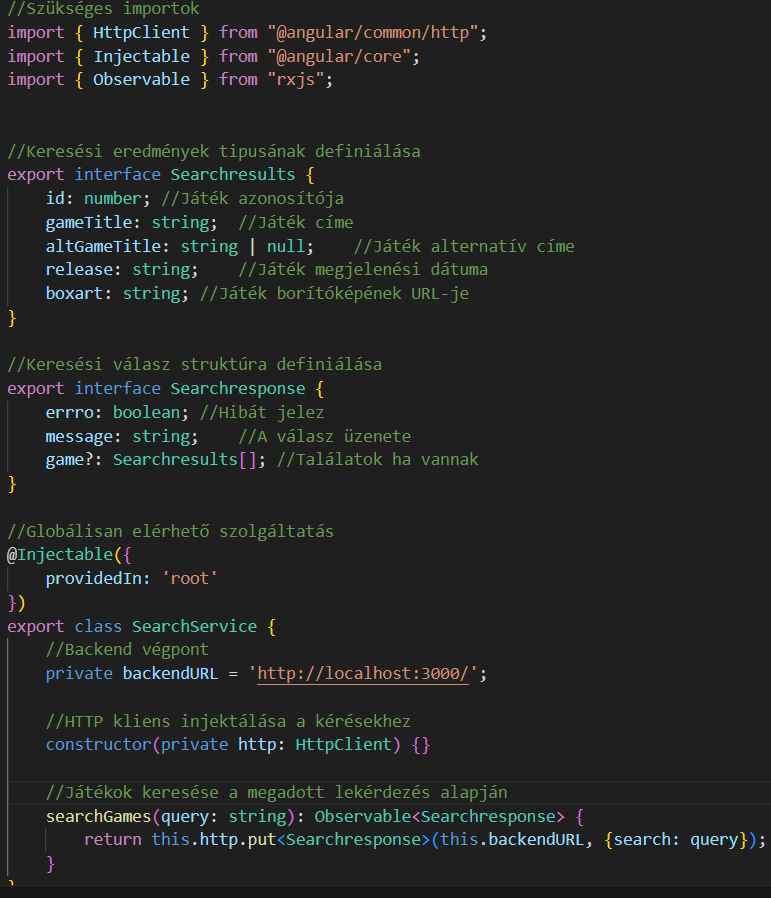 //Szükséges importok
import { HttpClient } from "@angular/common/http";
import { Injectable } from "@angular/core";
import { Observable } from "rxjs";
//Keresési eredmények tipusának definiálása
export interface Searchresults {
id: number; //Játék azonosítója
gameTitle: string; //Játék címe
altGameTitle: string | null; //Játék alternatív címe
release: string; //Játék megjelenési dátuma
boxart: string; //Játék borítóképének URL-je
}
//Keresési válasz struktúra definiálása
export interface Searchresponse {
errro: boolean; //Hibát jelez
message: string; //A válasz üzenete
game?: Searchresults[]; //Találatok ha vannak
}
//Globálisan elérhető szolgáltatás
@Injectable({
providedIn: 'root'
})
export class SearchService {
//Backend végpont
private backendURL = 'http://localhost:3000/';
//HTTP kliens injektálása a kérésekhez
constructor(private http: HttpClient) {}
//Játékok keresése a megadott lekérdezés alapján
searchGames(query: string): Observable<Searchresponse> {
return this.http.put<Searchresponse>(this.backendURL, {search: query});
}
}